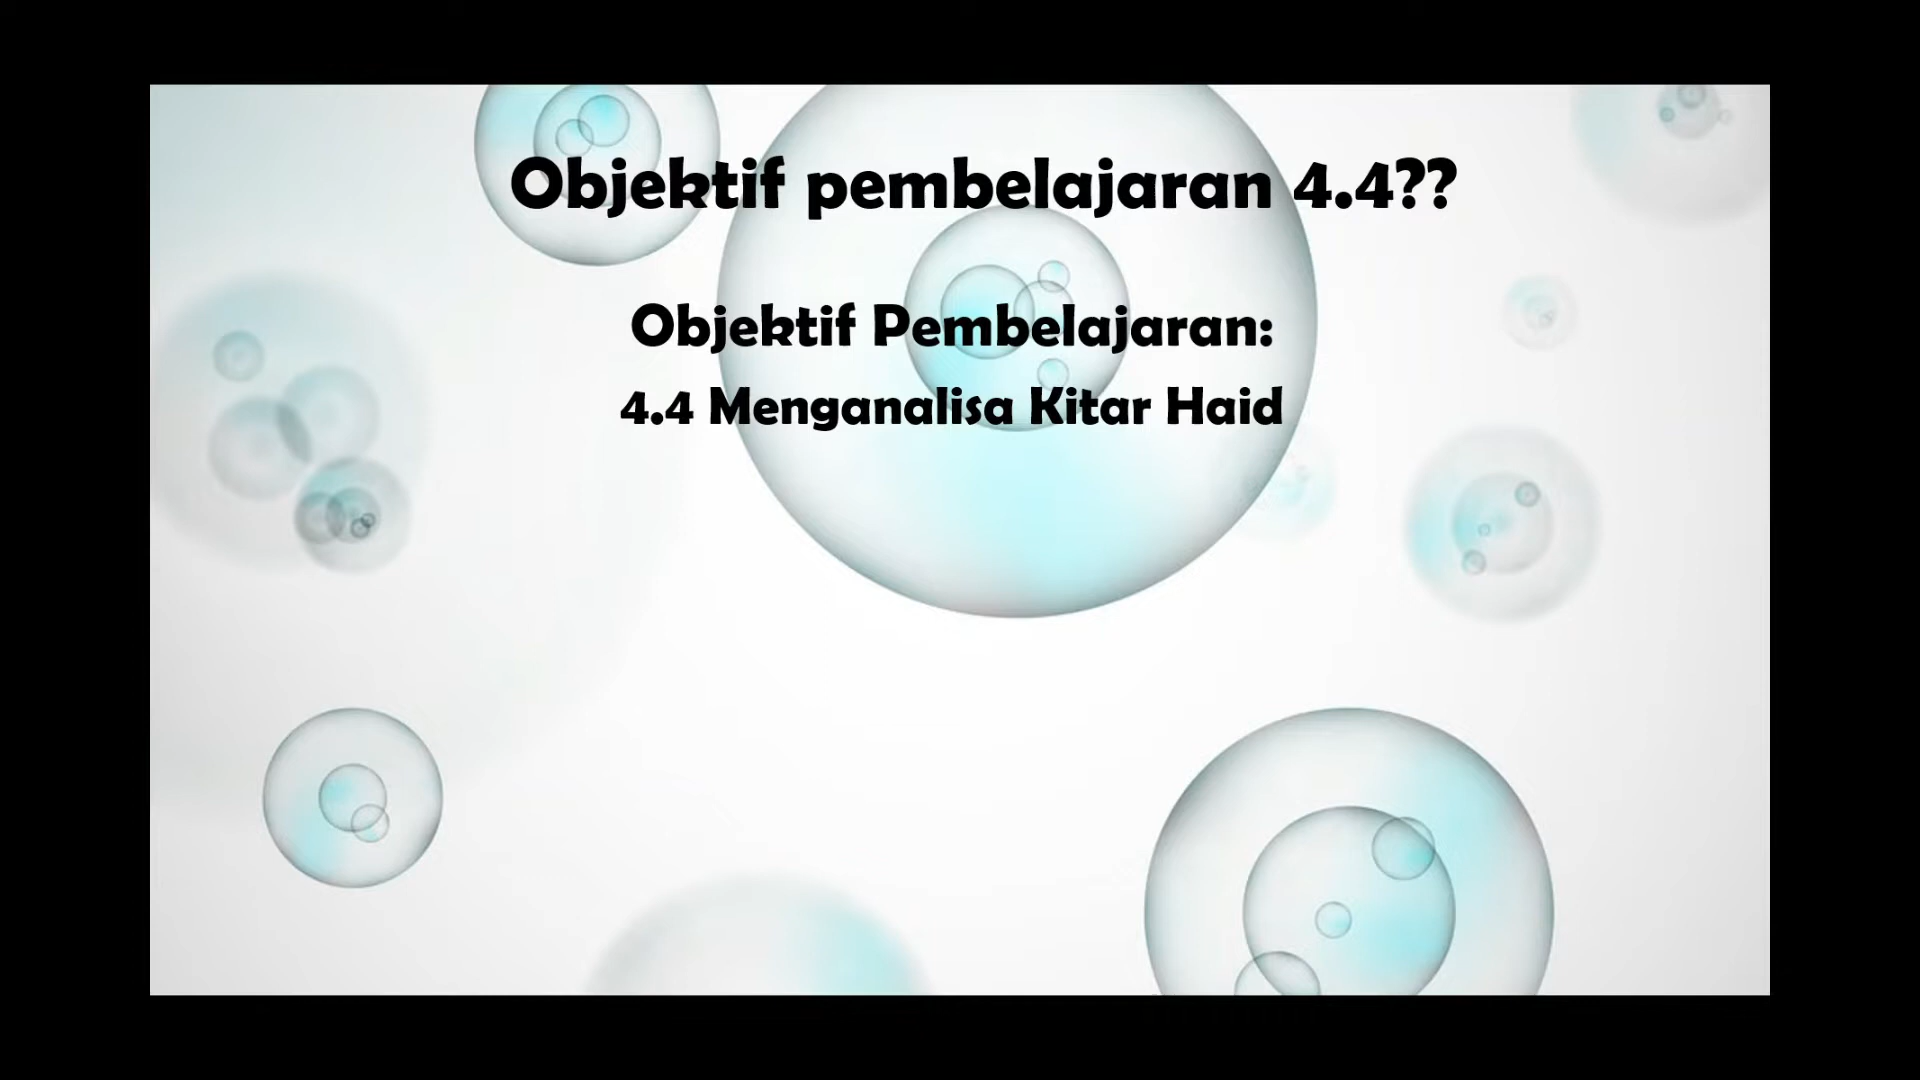 Objektif pembelajaran 4.4??
Objektif Pembelajaran:
4.4 Menganalisa Kitar Haid